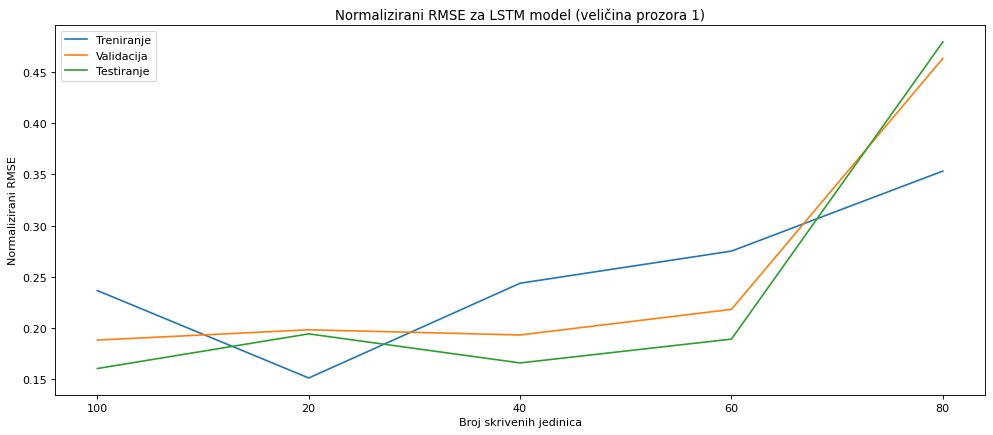 Normalizirani RMSE za LSTM model (veličina prozora 1)
Treniranje
Validacija
Testiranje
Normalizirani RMSE
0.45
0.40
0.35
0.30
0.25
0.20
0.15
100 20 40 60 80
Broj skrivenih jedinica